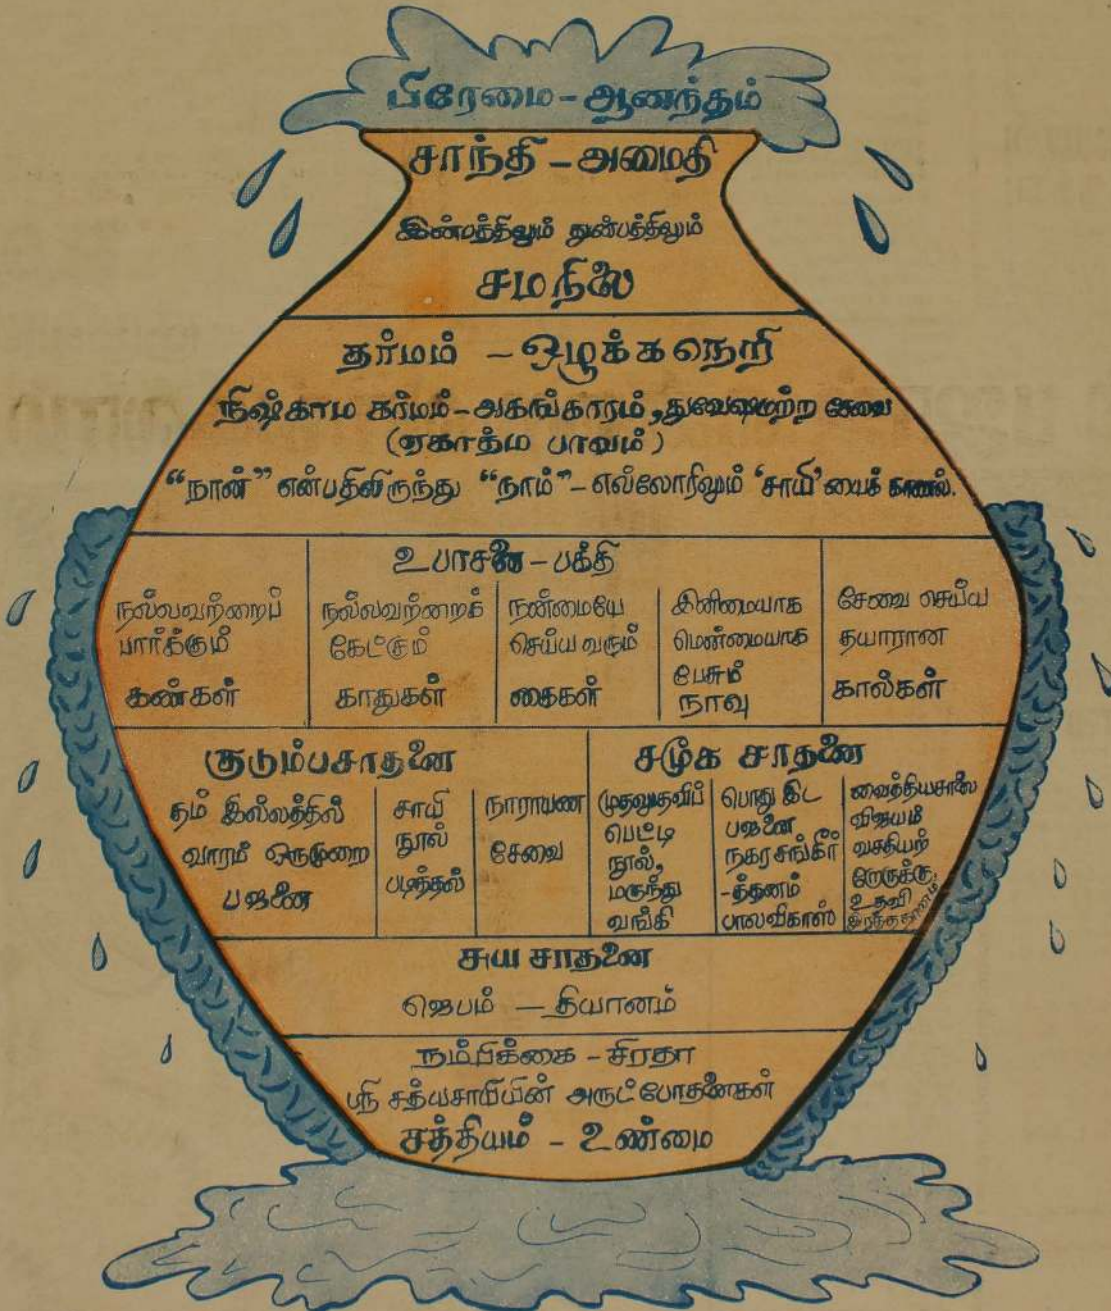 பிரேமை - ஆனந்தம்
சாந்தி - அமைதி
இன்பத்திலும் துன்பத்திலும்
சமநிலை
தர்மம் - ஒழுக்கநெறி
நிஷ்காம கர்மம் - அகங்காரம், துவேஷமற்ற சேவை
(ஏகாத்ம பாவம்)
"நான்" என்பதிலிருந்து "நாம்" - எல்லோரிலும் 'சாயி'யைக் காணல்.
உபாசனை - பக்தி
நல்லவற்றைப்
பார்க்கும்
கண்கள்
நல்லவற்றைக்
கேட்கும்
காதுகள்
நன்மையே
செய்ய வரும்
கைகள்
இனிமையாக
மென்மையாக
பேசும்
நாவு
சேவை செய்ய
தயாரான
கால்கள்
குடும்பசாதனை
தம் இல்லத்தில்
வாரம் ஒருமுறை
பஜனை
சாயி
நூல்
படித்தல்
நாராயண
சேவை
சமூக சாதனை
முதலுதவிப்
பெட்டி
நூல்,
மருந்து
வங்கி
பொது இட
பஜனை
நகரசங்கீர்
-த்தனம்
பாலவிகாஸ்
வைத்தியசாலை
விஜயம்
வசதியற்
றோருக்கு
உதவி
இரத்ததானம்
சுய சாதனை
ஜெபம் — தியானம்
நம்பிக்கை - சிரதா
ஸ்ரீ சத்யசாயியின் அருட்போதனைகள்
சத்தியம் - உண்மை